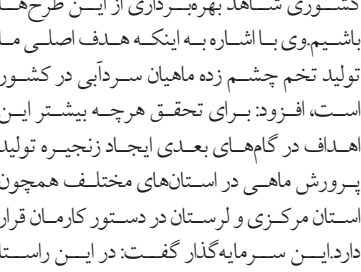 کشوری شاهد بهره‌برداری از این طرح‌ها
باشیم.وی با اشاره به اینکه هدف اصلی ما
تولید تخم چشم زده ماهیان سردآبی در کشور
است، افزود: برای تحقق هرچه بیشتر این
اهداف در گام‌های بعدی ایجاد زنجیره تولید
پرورش ماهی در استان‌های مختلف همچون
استان مرکزی و لرستان در دستور کارمان قرار
دارد.این سرمایه‌گذار گفت: در این راستا